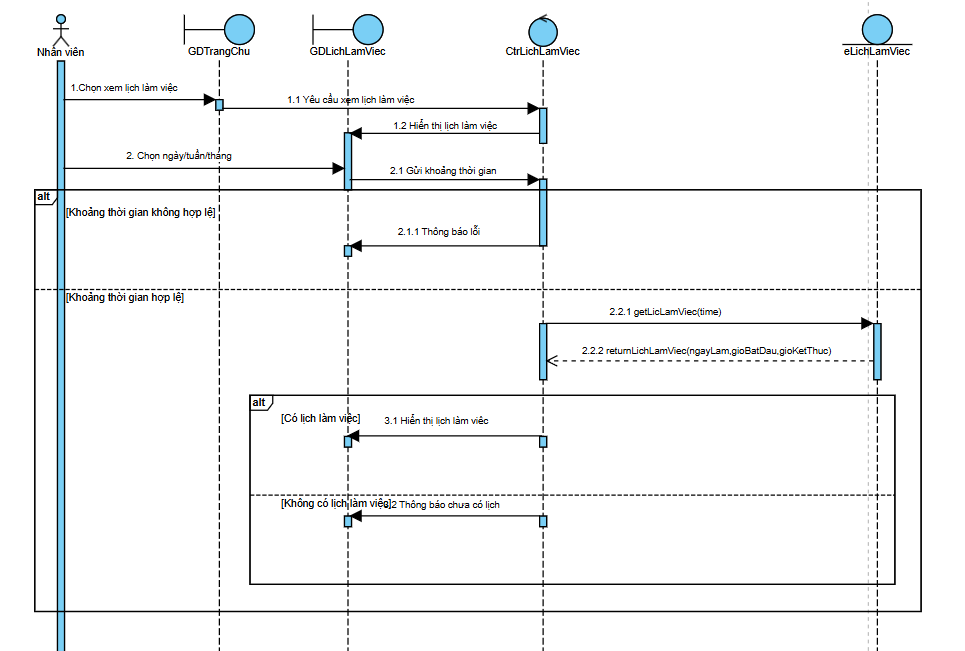 Nhân viên
GDTrangChu
GDLichLamViec
CtrLichLamViec
eLichLamViec
1.Chọn xem lịch làm việc
1.1 Yêu cầu xem lịch làm việc
1.2 Hiển thị lịch làm việc
2. Chọn ngày/tuần/tháng
2.1 Gửi khoảng thời gian
alt
[Khoảng thời gian không hợp lệ]
2.1.1 Thông báo lỗi
[Khoảng thời gian hợp lệ]
2.2.1 getLicLamViec(time)
2.2.2 returnLichLamViec(ngayLam,gioBatDau,gioKetThuc)
alt
[Có lịch làm việc]
3.1 Hiển thị lịch làm viêc
[Không có lịch làm việc]
3.2 Thông báo chưa có lịch